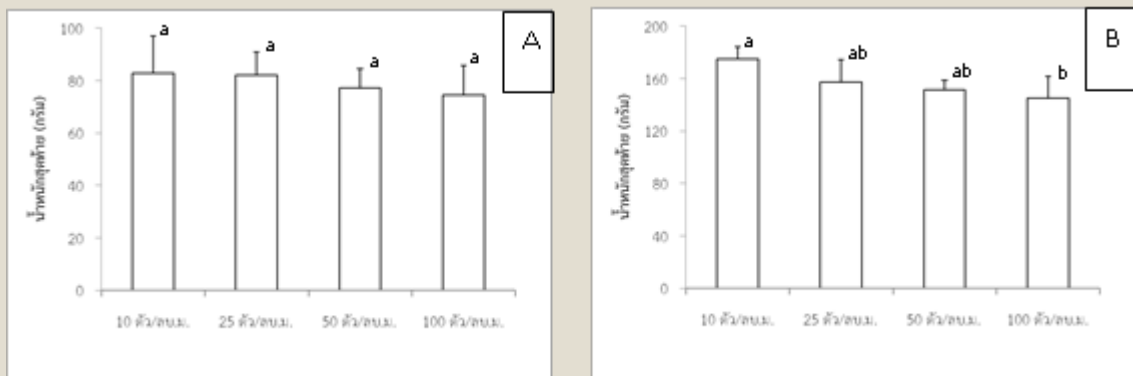 A
น้ำหนักสุดท้าย (กรัม)
100
80
60
40
20
0
a
a
a
a
10 ตัว/ลบ.ม.
25 ตัว/ลบ.ม.
50 ตัว/ลบ.ม.
100 ตัว/ลบ.ม.
B
น้ำหนักสุดท้าย (กรัม)
200
160
120
80
40
0
a
ab
ab
b
10 ตัว/ลบ.ม.
25 ตัว/ลบ.ม.
50 ตัว/ลบ.ม.
100 ตัว/ลบ.ม.